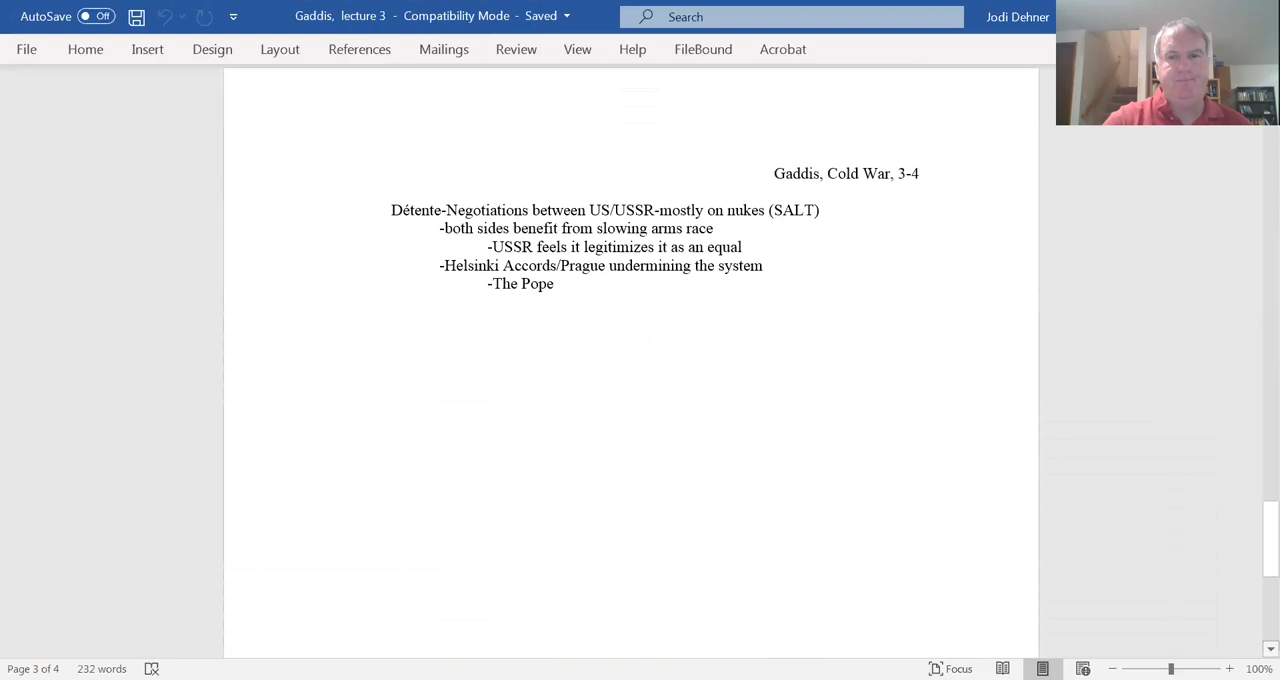 AutoSave Off Gaddis, lecture 3 - Compatibility Mode - Saved Search Jodi Dehner
File Home Insert Design Layout References Mailings Review View Help FileBound Acrobat
Gaddis, Cold War, 3-4
Détente-Negotiations between US/USSR-mostly on nukes (SALT)
-both sides benefit from slowing arms race
-USSR feels it legitimizes it as an equal
-Helsinki Accords/Prague undermining the system
-The Pope
Page 3 of 4 232 words Focus 100%